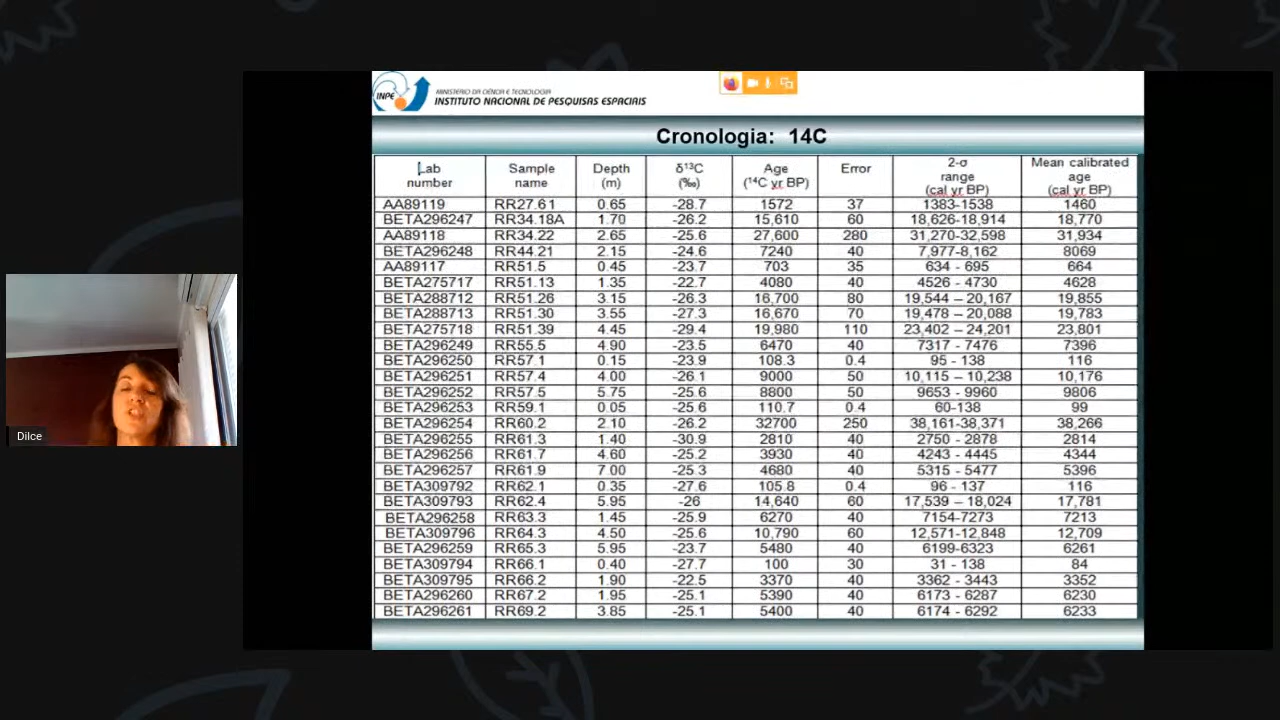 INPE
MINISTÉRIO DA CIÊNCIA E TECNOLOGIA
INSTITUTO NACIONAL DE PESQUISAS ESPACIAIS
Cronologia: 14C
Lab number Sample name Depth (m) δ¹³C (‰) Age (¹⁴C yr BP) Error 2-σ range (cal yr BP) Mean calibrated age (cal yr BP)
AA89119 RR27.61 0.65 -28.7 1572 37 1383-1538 1460
BETA296247 RR34.18A 1.70 -26.2 15,610 60 18,626-18,914 18,770
AA89118 RR34.22 2.65 -25.6 27,600 280 31,270-32,598 31,934
BETA296248 RR44.21 2.15 -24.6 7240 40 7,977-8,162 8069
AA89117 RR51.5 0.45 -23.7 703 35 634 - 695 664
BETA275717 RR51.13 1.35 -22.7 4080 40 4526 - 4730 4628
BETA288712 RR51.26 3.15 -26.3 16,700 80 19,544 – 20,167 19,855
BETA288713 RR51.30 3.55 -27.3 16,670 70 19,478 – 20,088 19,783
BETA275718 RR51.39 4.45 -29.4 19,980 110 23,402 – 24,201 23,801
BETA296249 RR55.5 4.90 -23.5 6470 40 7317 - 7476 7396
BETA296250 RR57.1 0.15 -23.9 108.3 0.4 95 - 138 116
BETA296251 RR57.4 4.00 -26.1 9000 50 10,115 – 10,238 10,176
BETA296252 RR57.5 5.75 -25.6 8800 50 9653 - 9960 9806
BETA296253 RR59.1 0.05 -25.6 110.7 0.4 60-138 99
BETA296254 RR60.2 2.10 -26.2 32700 250 38,161-38,371 38,266
BETA296255 RR61.3 1.40 -30.9 2810 40 2750 - 2878 2814
BETA296256 RR61.7 4.60 -25.2 3930 40 4243 - 4445 4344
BETA296257 RR61.9 7.00 -25.3 4680 40 5315 - 5477 5396
BETA309792 RR62.1 0.35 -27.6 105.8 0.4 96 - 137 116
BETA309793 RR62.4 5.95 -26 14,640 60 17,539 – 18,024 17,781
BETA296258 RR63.3 1.45 -25.9 6270 40 7154-7273 7213
BETA309796 RR64.3 4.50 -25.6 10,790 60 12,571-12,848 12,709
BETA296259 RR65.3 5.95 -23.7 5480 40 6199-6323 6261
BETA309794 RR66.1 0.40 -27.7 100 30 31 - 138 84
BETA309795 RR66.2 1.90 -22.5 3370 40 3362 - 3443 3352
BETA296260 RR67.2 1.95 -25.1 5390 40 6173 - 6287 6230
BETA296261 RR69.2 3.85 -25.1 5400 40 6174 - 6292 6233
Dilce